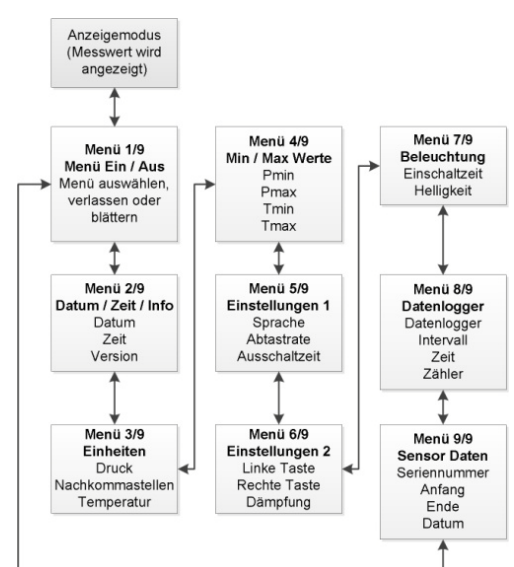 Anzeigemodus
(Messwert wird
angezeigt)
Menü 1/9
Menü Ein / Aus
Menü auswählen,
verlassen oder
blättern
Menü 2/9
Datum / Zeit / Info
Datum
Zeit
Version
Menü 3/9
Einheiten
Druck
Nachkommastellen
Temperatur
Menü 4/9
Min / Max Werte
Pmin
Pmax
Tmin
Tmax
Menü 5/9
Einstellungen 1
Sprache
Abtastrate
Ausschaltzeit
Menü 6/9
Einstellungen 2
Linke Taste
Rechte Taste
Dämpfung
Menü 7/9
Beleuchtung
Einschaltzeit
Helligkeit
Menü 8/9
Datenlogger
Datenlogger
Intervall
Zeit
Zähler
Menü 9/9
Sensor Daten
Seriennummer
Anfang
Ende
Datum